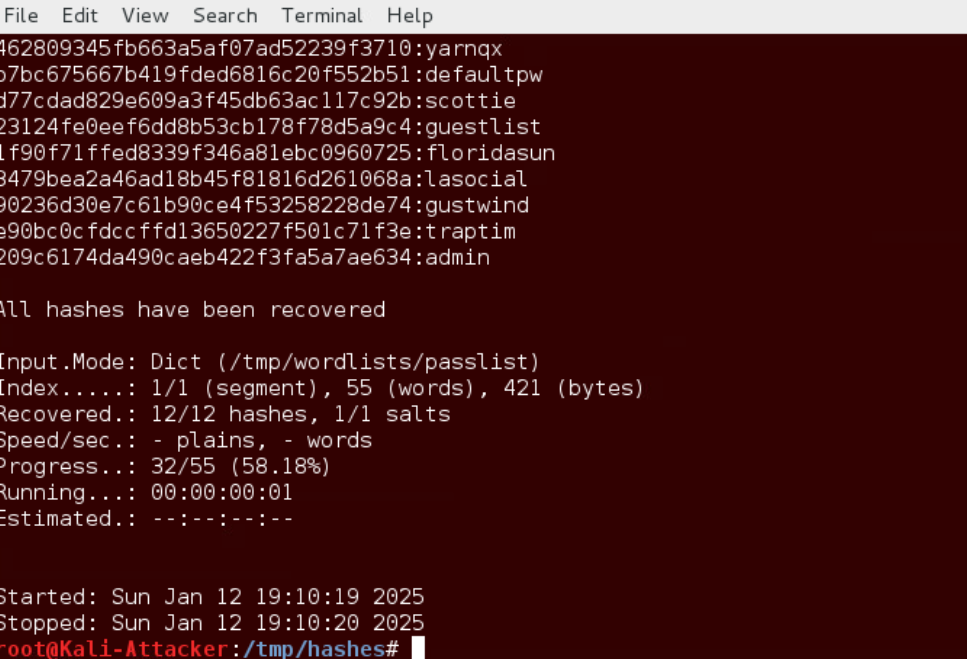 File Edit View Search Terminal Help
462809345fb663a5af07ad52239f3710:yarnqx
b7bc675667b419fded6816c20f552b51:defaultpw
d77cdad829e609a3f45db63ac117c92b:scottie
23124fe0eef6dd8b53cb178f78d5a9c4:guestlist
1f90f71ffed8339f346a81ebc0960725:floridasun
3479bea2a46ad18b45f81816d261068a:lasocial
90236d30e7c61b90ce4f53258228de74:gustwind
e90bc0cfdccffd13650227f501c71f3e:traptim
209c6174da490caeb422f3fa5a7ae634:admin
All hashes have been recovered
Input.Mode: Dict (/tmp/wordlists/passlist)
Index.....: 1/1 (segment), 55 (words), 421 (bytes)
Recovered.: 12/12 hashes, 1/1 salts
Speed/sec.: - plains, - words
Progress..: 32/55 (58.18%)
Running...: 00:00:00:01
Estimated.: --:--:--:--
Started: Sun Jan 12 19:10:19 2025
Stopped: Sun Jan 12 19:10:20 2025
root@Kali-Attacker:/tmp/hashes#